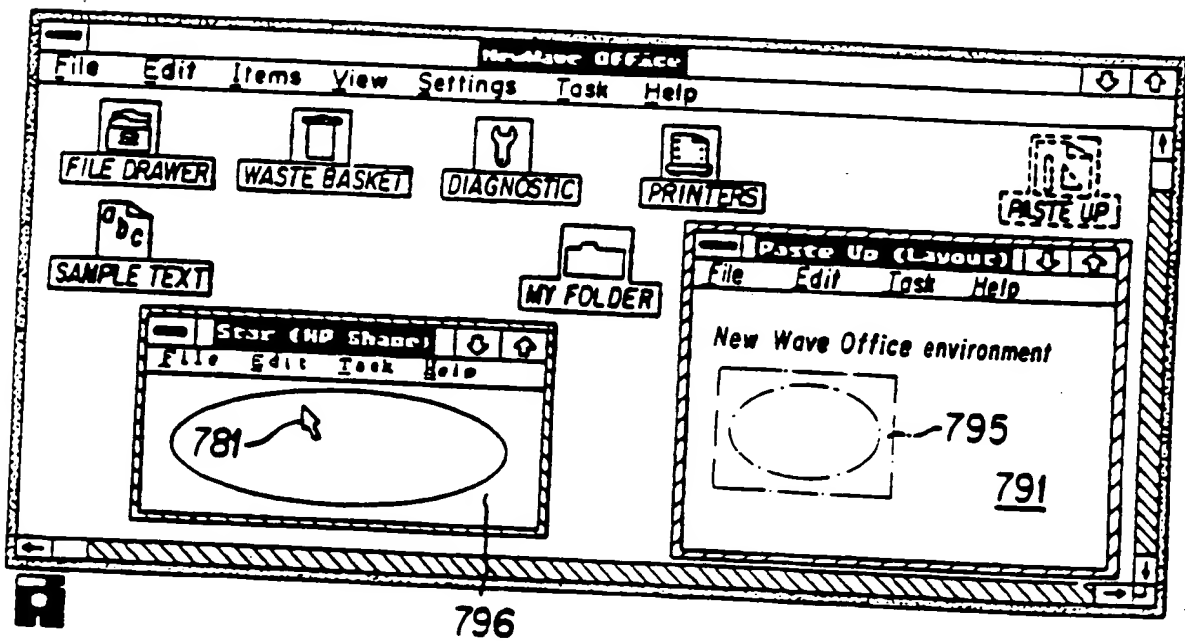 NewWave Office
File Edit Items View Settings Task Help
FILE DRAWER
WASTE BASKET
DIAGNOSTIC
PRINTERS
PASTE UP
abc
SAMPLE TEXT
MY FOLDER
Paste Up (Layout)
File Edit Task Help
New Wave Office environment
795
791
Star (HP Shape)
File Edit Task Help
781
796